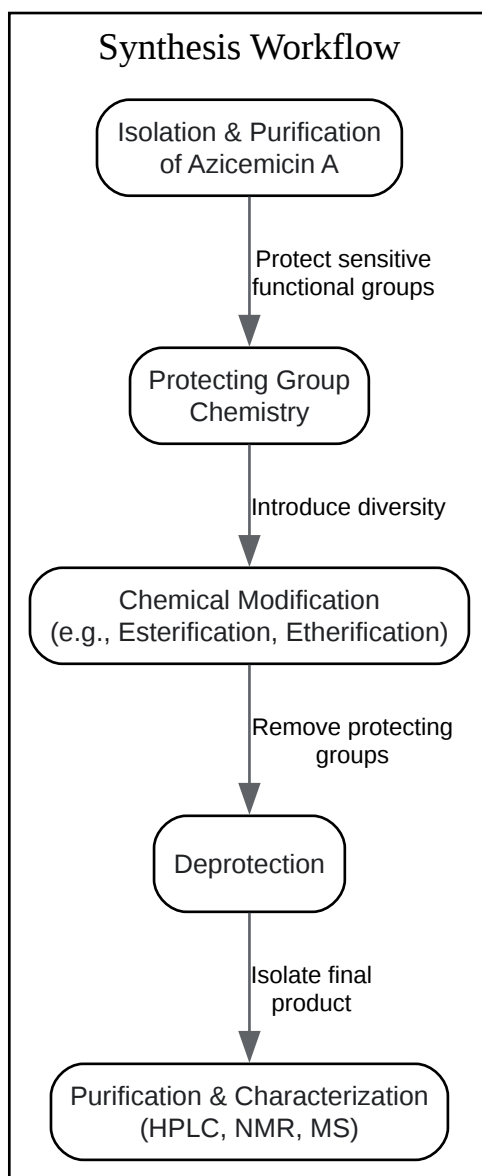 Synthesis Workflow
Isolation & Purification
of Azicemicin A
Protect sensitive
functional groups
Protecting Group
Chemistry
Introduce diversity
Chemical Modification
(e.g., Esterification, Etherification)
Remove protecting
groups
Deprotection
Isolate final
product
Purification & Characterization
(HPLC, NMR, MS)